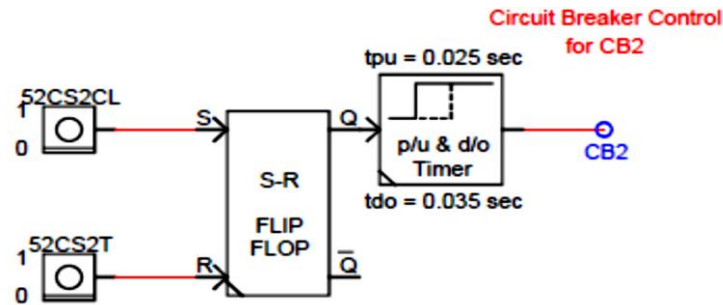 Circuit Breaker Control
for CB2
tpu = 0.025 sec
52CS2CL
1
0
S
Q
p/u & d/o
Timer
CB2
S-R
FLIP
FLOP
tdo = 0.035 sec
52CS2T
1
0
R
Q̅